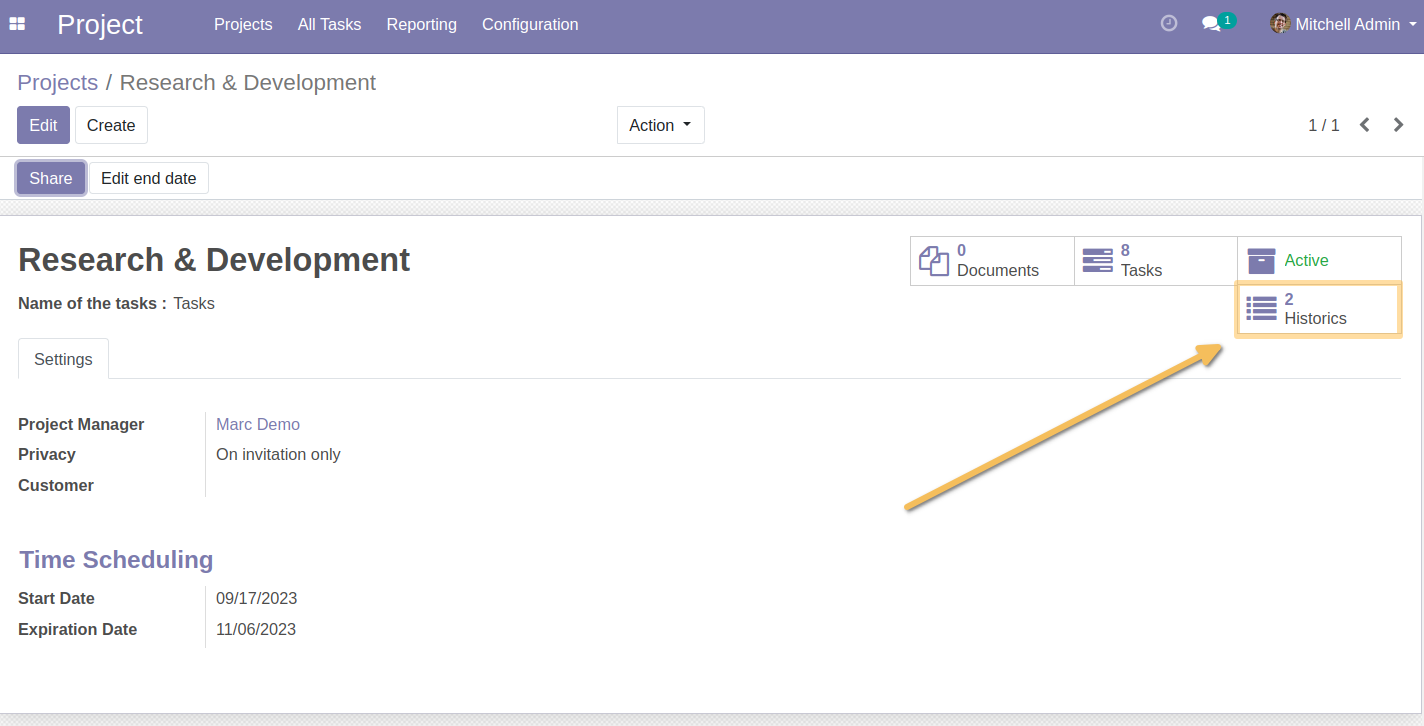 Project Projects All Tasks Reporting Configuration 1 Mitchell Admin
Projects / Research & Development
Edit Create Action 1 / 1
Share Edit end date
Research & Development
0 Documents
8 Tasks
Active
2 Historics
Name of the tasks : Tasks
Settings
Project Manager Marc Demo
Privacy On invitation only
Customer
Time Scheduling
Start Date 09/17/2023
Expiration Date 11/06/2023